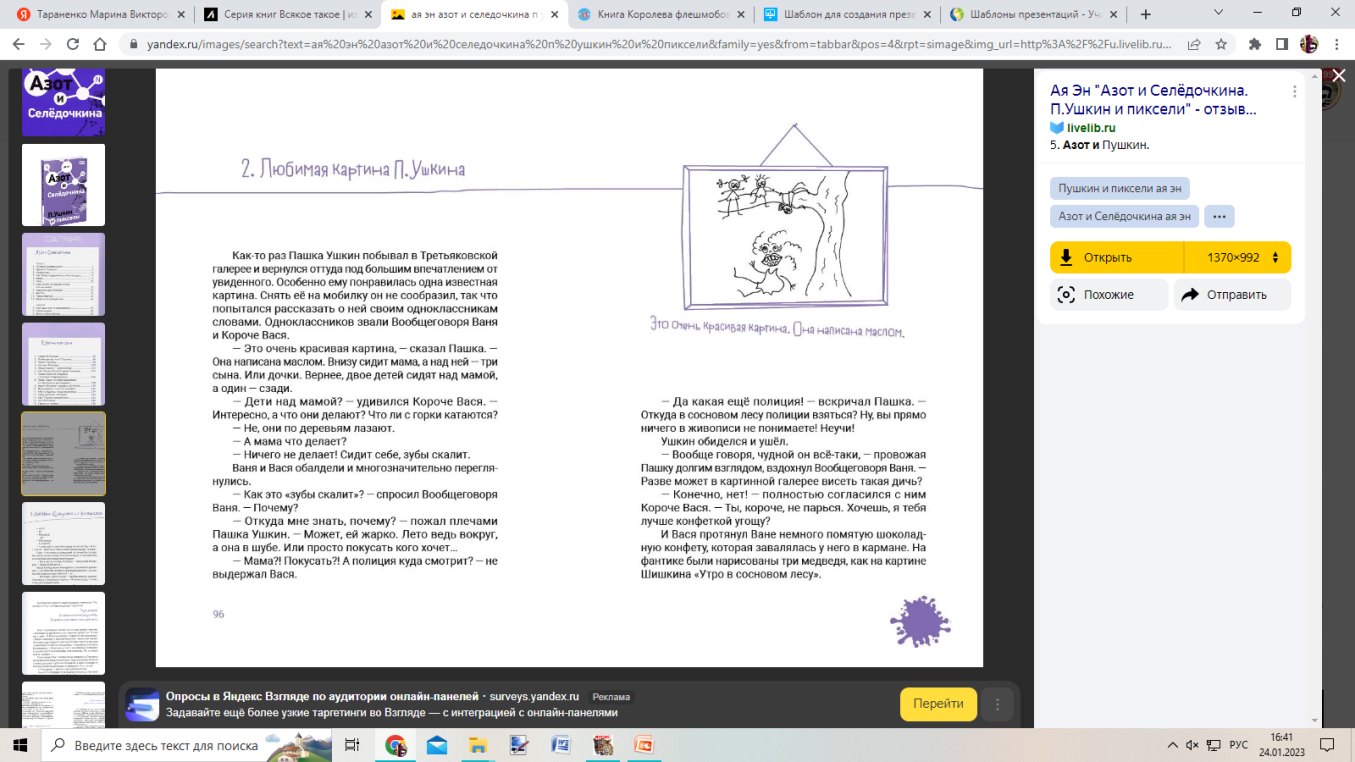 Тараненко Марина Викторов
Серия книг Всякое такое | из
ая эн азот и селедочкина п у
Книга Королева флешмобов
Шаблон для создания през
Шаблоны презентаций - Уч
yandex.ru/images/search?text=ая%20эн%20азот%20и%20селедочкина%20п%20ушкин%20и%20пиксели&family=yes&from=tabbar&pos=4&rpt=simage&img_url=http%3A%2F%2Fu.livelib.ru...
Азот
и
Селёдочкина
2. Любимая картина П.Ушкина
Как-то раз Пашка Ушкин побывал в Третьяковской
галерее и вернулся оттуда под большим впечатлением от
увиденного. Особенно ему понравилась одна известная
картина. Снять её на мобилку он не сообразил, так что
попытался рассказать о ней своим одноклассникам
словами. Одноклассников звали Вообщеговоря Ваня
и Короче Вася.
— Это очень красивая картина, — сказал Пашка. —
Она написана маслом. Внизу сидит мама, а над ней — три
сына. Или дочки. Вернее, двое детей сидят над мамой,
а один — сзади.
— Дети над мамой? — удивился Короче Вася. —
Интересно, а что они делают? Что ли с горки катаются?
— Не, они по деревьям лазают.
— А мама что делает?
— Ничего не делает! Сидит себе, зубы скалит.
Ваня и Вася обалдели и многозначительно перегля-
нулись.
— Как это «зубы скалит»? — спросил Вообщеговоря
Ваня. — Почему?
— Откуда мне знать, почему? — пожал плечами
Пашка Ушкин. — Может, ей жарко. Лето ведь вокруг,
а она в шубе. Или просто покусать кого хочет...
— Мама?! Покусать?! А полиция куда смотрит? — не
выдержал Вася.
96
Это очень красивая картина. Она написана маслом.
— Да какая ещё полиция! — вскричал Пашка. —
Откуда в сосновом лесу полиции взяться? Ну, вы прямо
ничего в живописи не понимаете! Неучи!
Ушкин обиделся и ушёл.
— Вообще говоря, чудной он всё-таки, — провожая
Пашку долгим взглядом, вздохнул Вообщеговоря Ваня. —
Разве может в картинной галерее висеть такая дичь?
— Конечно, нет! — полностью согласился с ним
Короче Вася. — Ты, короче, не парься. Хочешь, я тебя
лучше конфеткой угощу?
И Вася протянул Ване немного помятую шоколад-
ную конфету, которая завалялась у него в кармане. На
фантике были нарисованы три медведя, как на картине
Шишкина «Утро в сосновом лесу».
Ая Эн "Азот и Селёдочкина.
П.Ушкин и пиксели" - отзыв...
livelib.ru
5. Азот и Пушкин.
Пушкин и пиксели ая эн
Азот и Селёдочкина ая эн
Открыть
1370×992
Похожие
Отправить
Опросы в Яндекс Взгляде по аудитории онлайн-панелей · surveys.yandex.ru Реклама
Перейти
Введите здесь текст для поиска
РУС
16:41
24.01.2023